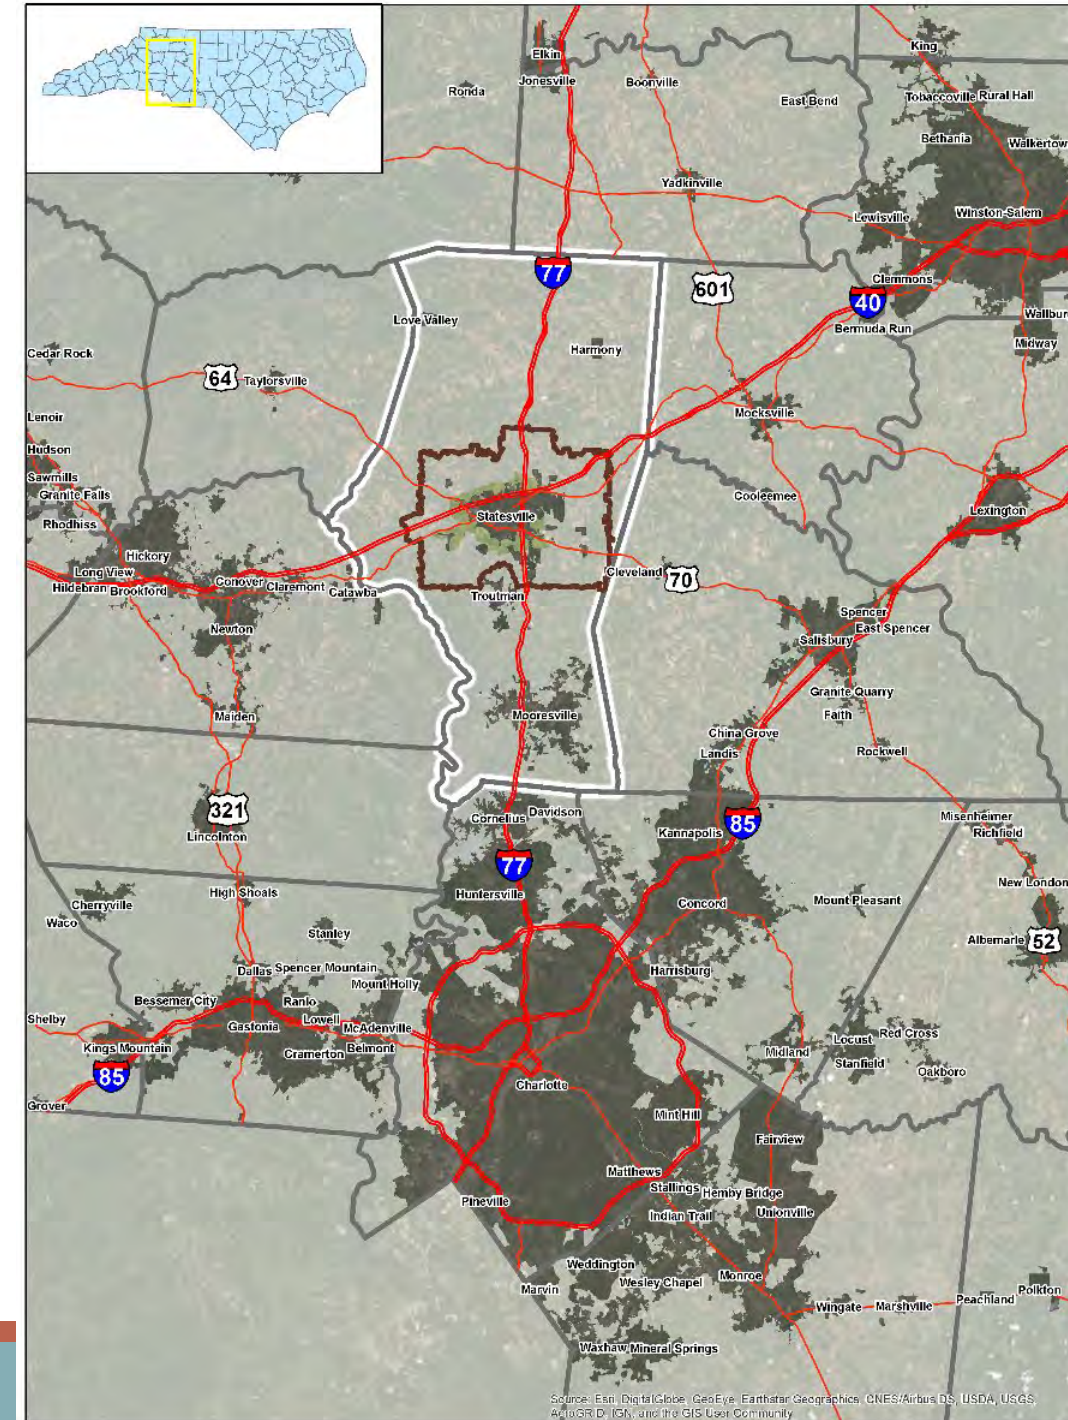 King
Elkin
Jonesville
Boonville
Ronda
East Bend
Tobaccoville Rural Hall
Bethania
Walkertow
Yadkinville
Lewisville
Winston-Salem
77
Clemmons
601
40
Love Valley
Bermuda Run
Wallbur
Harmony
Midway
Cedar Rock
64
Taylorsville
Mocksville
Lenoir
Hudson
Sawmills
Granite Falls
Cooleemee
Statesville
Lexington
Rhodhiss
Hickory
Long View
Cleveland
70
Hildebran Brookford
Conover
Claremont
Catawba
Troutman
Spencer
East Spencer
Newton
Salisbury
Granite Quarry
Maiden
Mooresville
Faith
China Grove
Landis
Rockwell
321
Davidson
Cornelius
Misenheimer
Lincolnton
Kannapolis
85
Richfield
77
High Shoals
Huntersville
New London
Cherryville
Concord
Mount Pleasant
Waco
Stanley
Albemarle
52
Dallas
Spencer Mountain
Harrisburg
Mount Holly
Bessemer City
Ranlo
Shelby
Lowell
Gastonia
McAdenville
Red Cross
Locust
Kings Mountain
Cramerton
Belmont
Midland
Stanfield
85
Oakboro
Charlotte
Grover
Mint Hill
Fairview
Matthews
Stallings
Hemby Bridge
Pineville
Indian Trail
Unionville
Weddington
Monroe
Wesley Chapel
Marvin
Polkton
Peachland
Wingate
Marshville
Waxhaw Mineral Springs
Source: Esri, DigitalGlobe, GeoEye, Earthstar Geographics, CNES/Airbus DS, USDA, USGS,
AeroGRID, IGN, and the GIS User Community